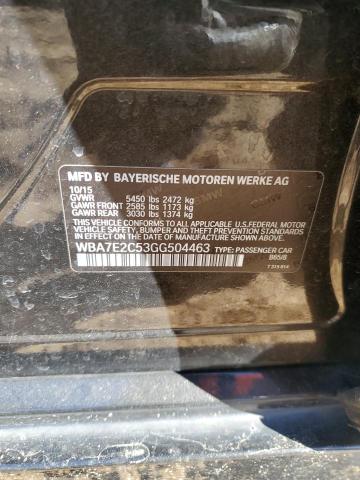 MFD BY BAYERISCHE MOTOREN WERKE AG
10/15
GVWR 5450 lbs 2472 kg
GAWR FRONT 2585 lbs 1173 kg
GAWR REAR 3030 lbs 1374 kg
THIS VEHICLE CONFORMS TO ALL APPLICABLE U.S. FEDERAL MOTOR
VEHICLE SAFETY, BUMPER AND THEFT PREVENTION STANDARDS
IN EFFECT ON THE DATE OF MANUFACTURE SHOWN ABOVE.
WBA7E2C53GG504463 TYPE: PASSENGER CAR
B65/8